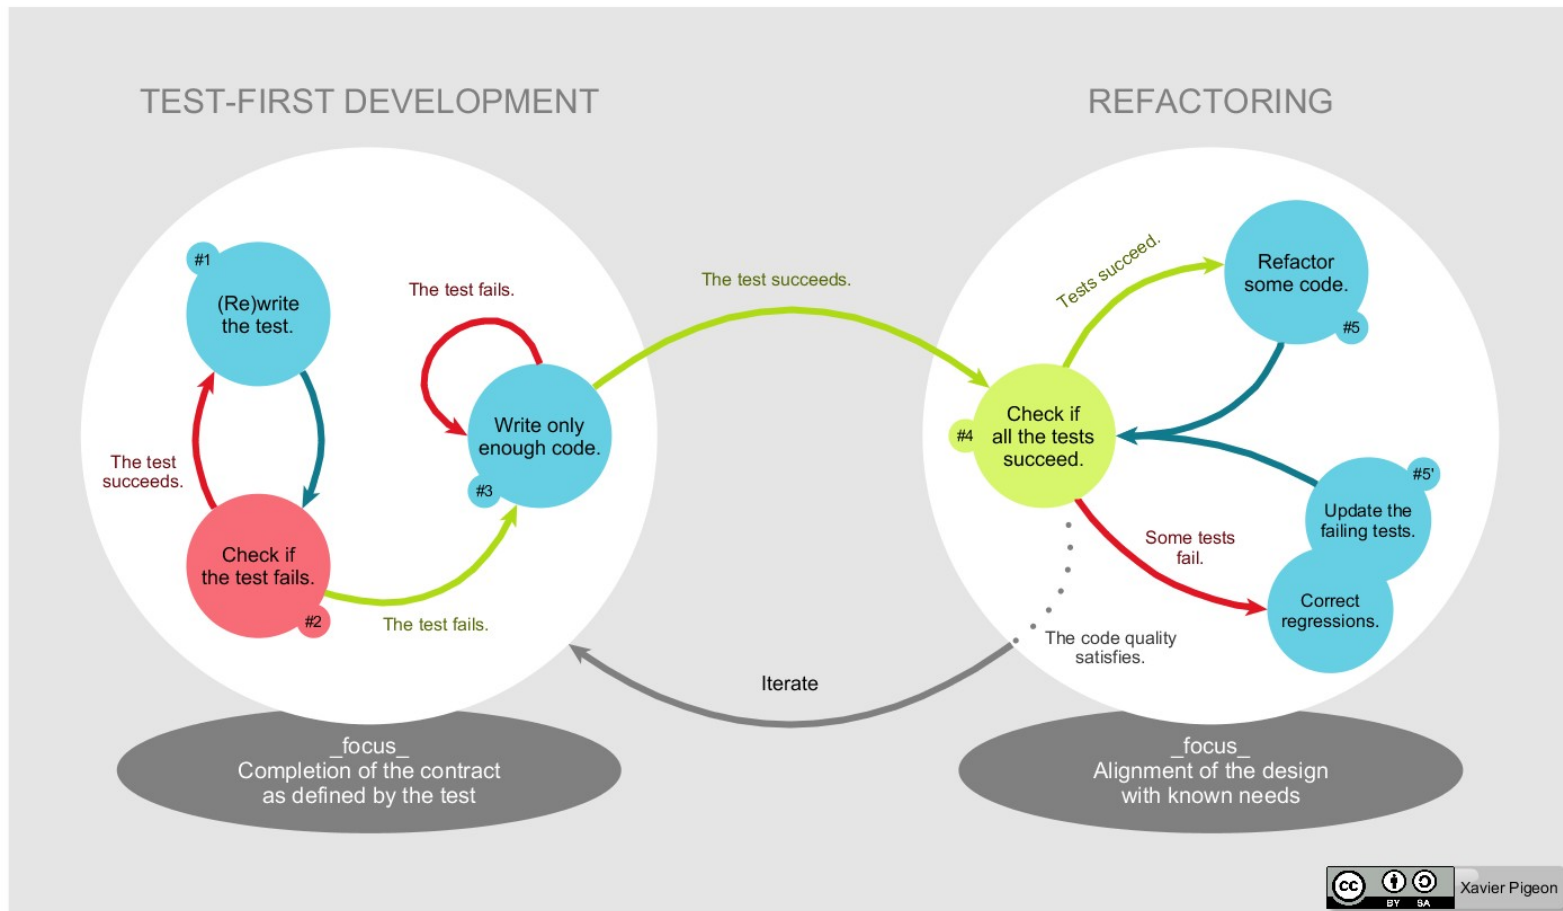 TEST-FIRST DEVELOPMENT
REFACTORING
#1
(Re)write
the test.
The test
succeeds.
Check if
the test fails.
#2
The test fails.
The test fails.
Write only
enough code.
#3
The test succeeds.
Tests succeed.
Refactor
some code.
#5
Check if
all the tests
succeed.
#4
#5'
Update the
failing tests.
Some tests
fail.
Correct
regressions.
The code quality
satisfies.
Iterate
_focus_
Completion of the contract
as defined by the test
_focus_
Alignment of the design
with known needs
cc
BY SA
Xavier Pigeon